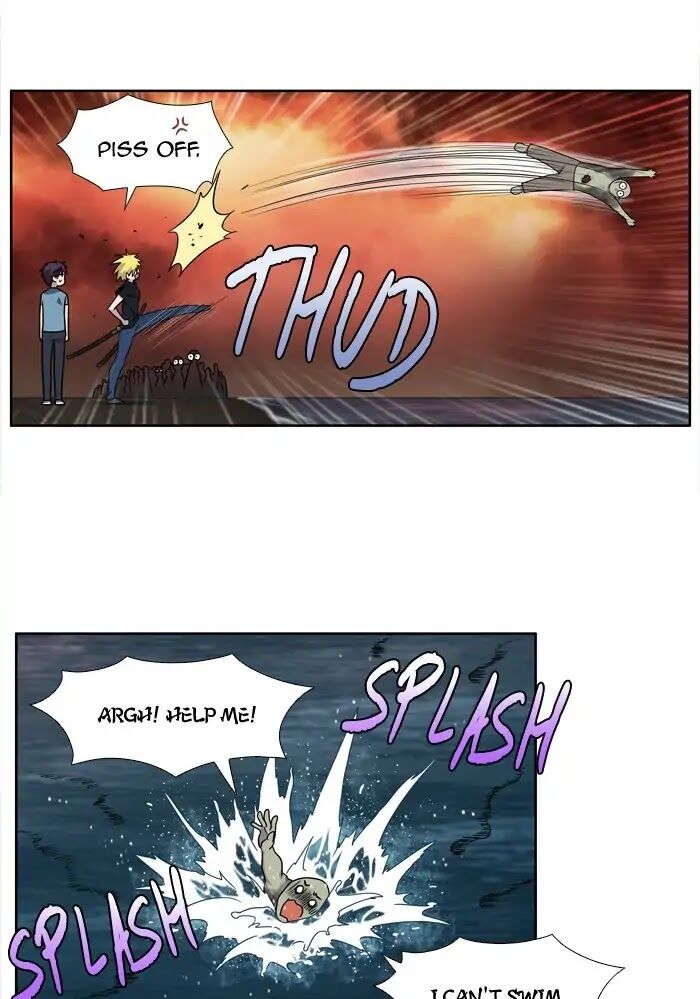 PISS OFF.
THUD
SPLASH
ARGH! HELP ME!
SPLASH
I CAN'T SWIM